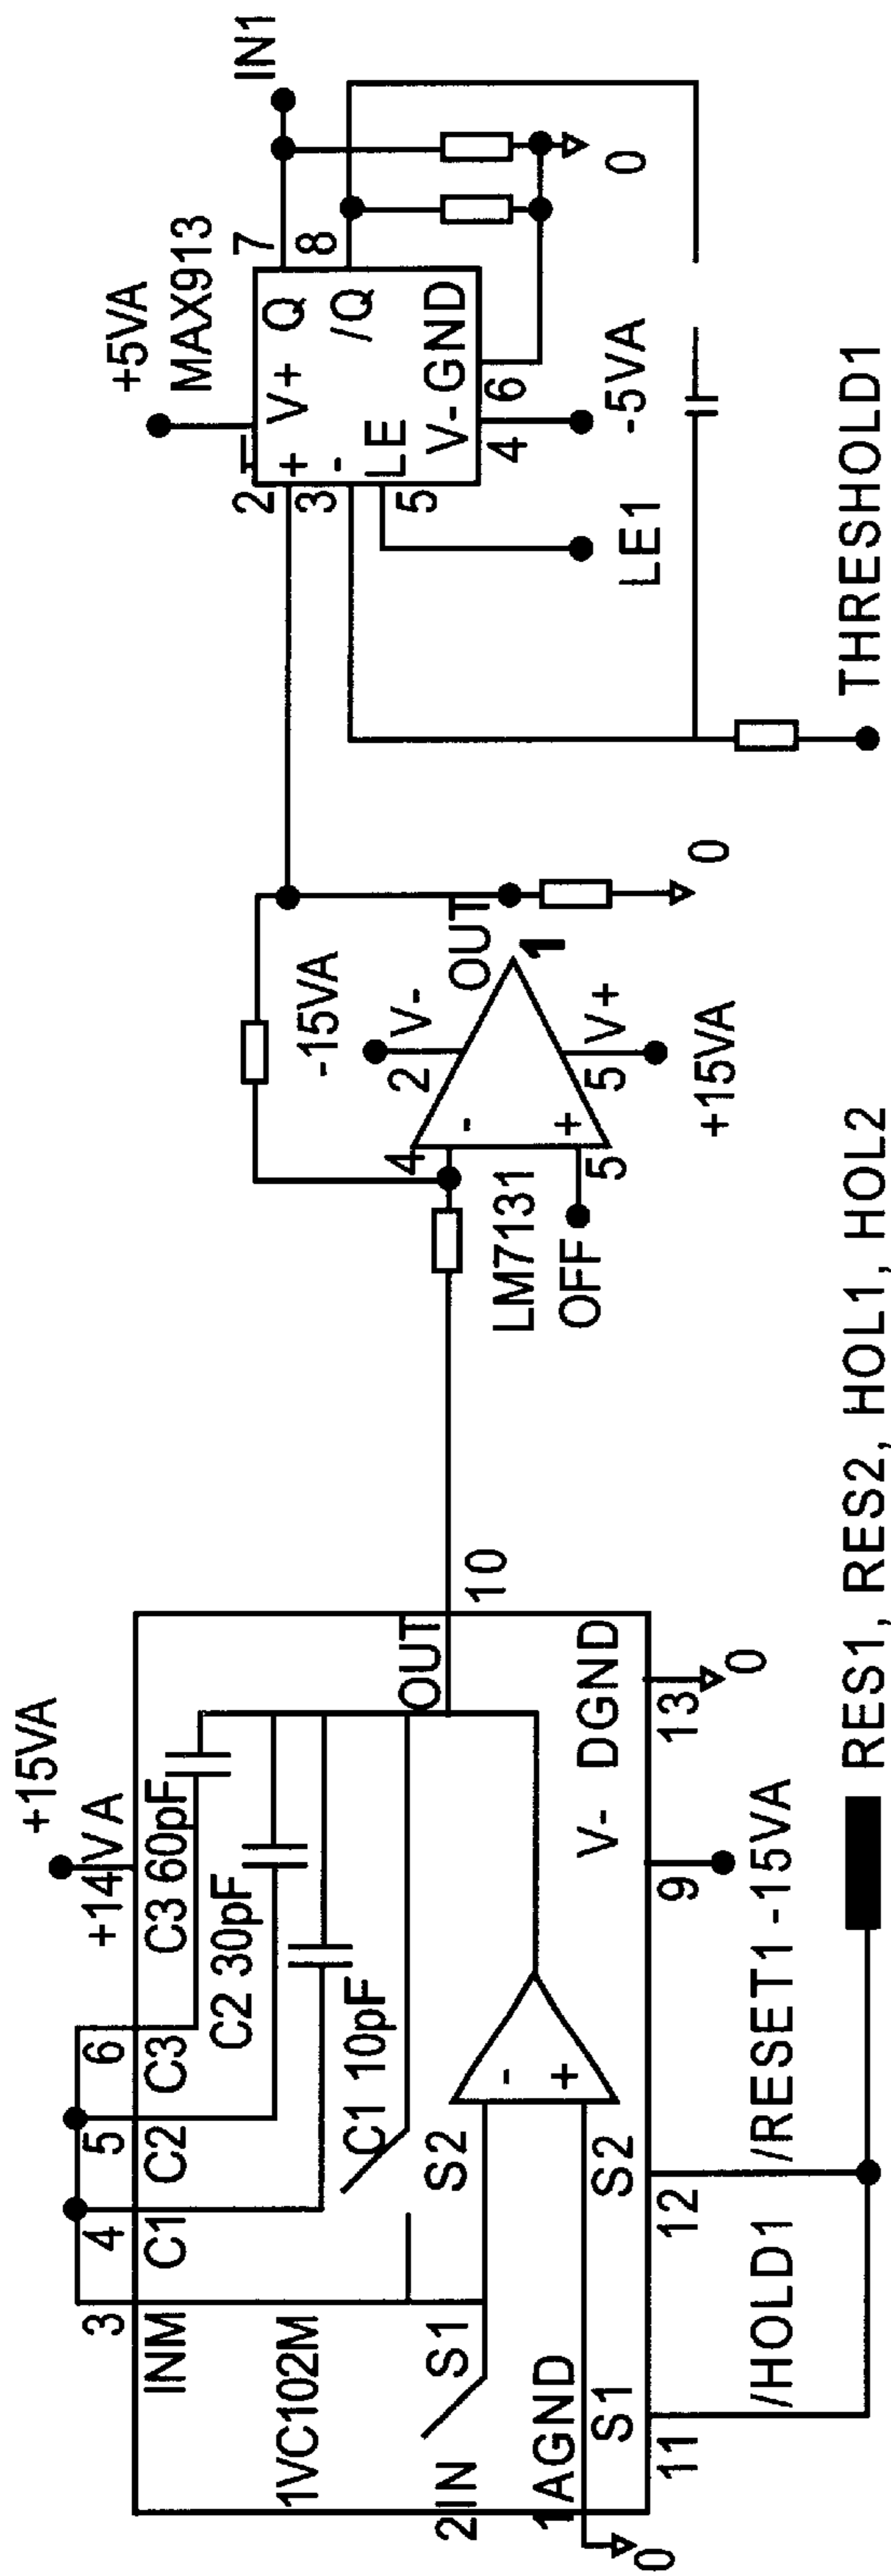 +15VA
+14 VA
3
4
5
6
INM
C1
C2
C3
C3 60pF
C2 30pF
C1 10pF
1VC102M
S1
S2
-
+
OUT
10
2IN
1AGND
0
S1
S2
V-
DGND
11
12
9
13
/HOLD1
/RESET1
-15VA
0
RES1, RES2, HOL1, HOL2
LM7131
OFF
4
5
-
+
2
V-
-15VA
5
V+
+15VA
OUT
1
0
+5VA
MAX913
2
3
5
+
-
LE
V+
Q
/Q
V-
GND
7
8
4
6
IN1
0
-5VA
LE1
THRESHOLD1